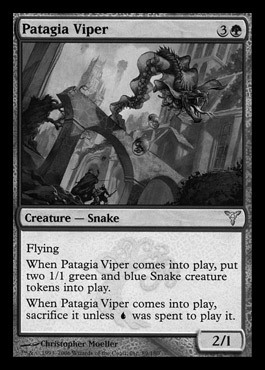 Patagia Viper 3
Creature — Snake
Flying
When Patagia Viper comes into play, put
two 1/1 green and blue Snake creature
tokens into play.
When Patagia Viper comes into play,
sacrifice it unless was spent to play it.
Christopher Moeller
2/1